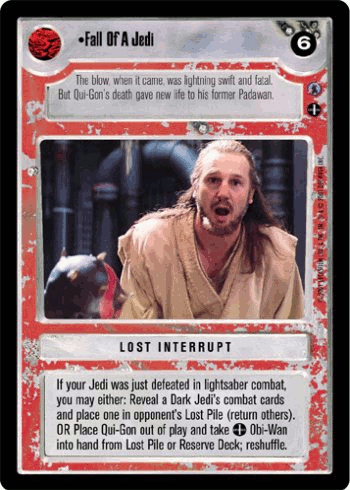 •Fall Of A Jedi
6
The blow, when it came, was lightning swift and fatal.
But Qui-Gon's death gave new life to his former Padawan.
LOST INTERRUPT
If your Jedi was just defeated in lightsaber combat,
you may either: Reveal a Dark Jedi's combat cards
and place one in opponent's Lost Pile (return others).
OR Place Qui-Gon out of play and take Obi-Wan
into hand from Lost Pile or Reserve Deck; reshuffle.